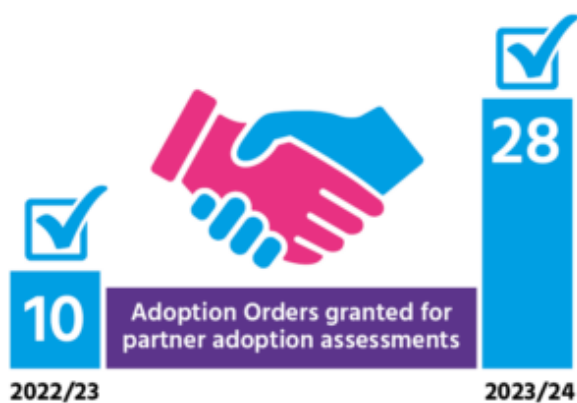 28
10
Adoption Orders granted for
partner adoption assessments
2022/23
2023/24